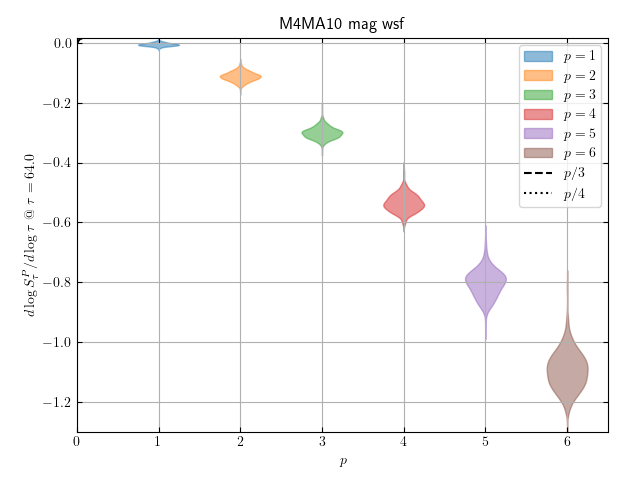 M4MA10 mag wsf
d log S_τ^P / d log τ @ τ = 64.0
0.0
−0.2
−0.4
−0.6
−0.8
−1.0
−1.2
p = 1
p = 2
p = 3
p = 4
p = 5
p = 6
p/3
p/4
0 1 2 3 4 5 6
p